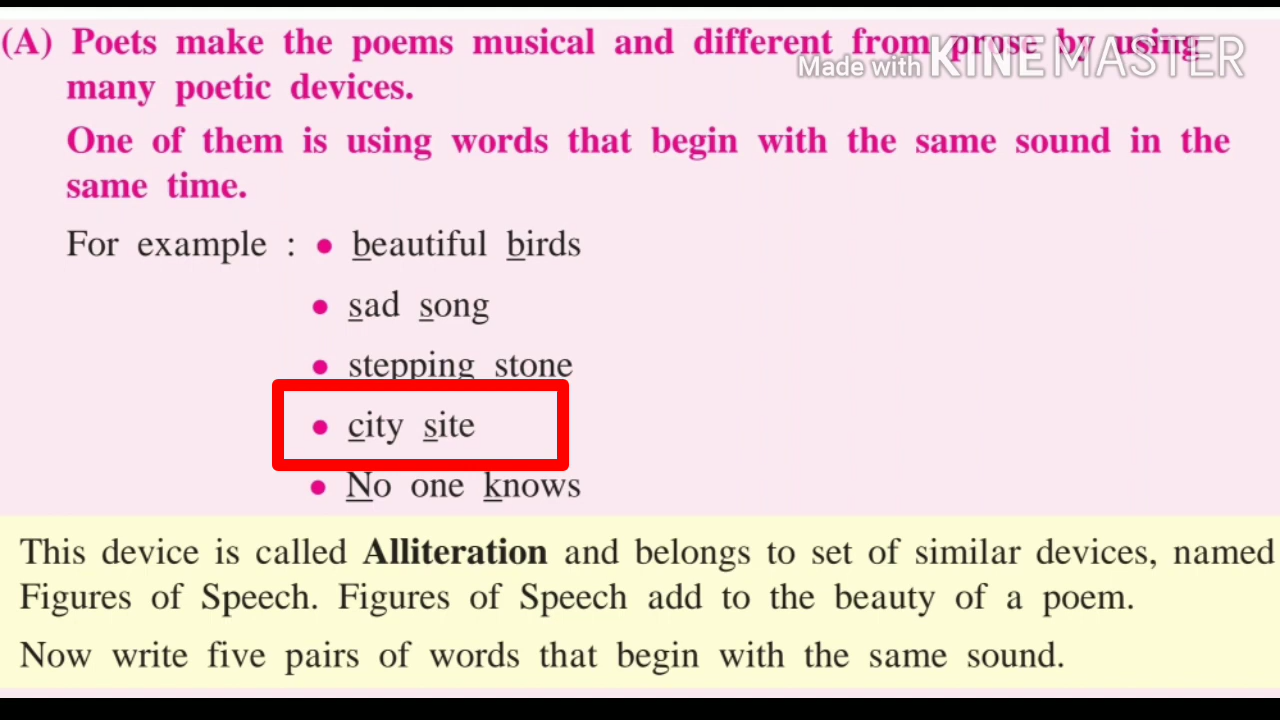 (A) Poets make the poems musical and different from prose by using
Made with KINEMASTER
many poetic devices.
One of them is using words that begin with the same sound in the
same time.
For example : • beautiful birds
• sad song
• stepping stone
• city site
• No one knows
This device is called Alliteration and belongs to set of similar devices, named
Figures of Speech. Figures of Speech add to the beauty of a poem.
Now write five pairs of words that begin with the same sound.